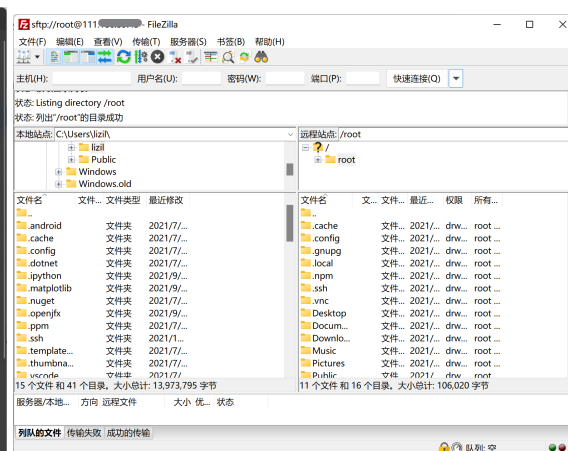 sftp://root@111. - FileZilla
文件(F) 编辑(E) 查看(V) 传输(T) 服务器(S) 书签(B) 帮助(H)
主机(H): 用户名(U): 密码(W): 端口(P): 快速连接(Q)
状态: Listing directory /root
状态: 列出"/root"的目录成功
本地站点: C:\Users\lizil\ 远程站点: /root
lizil /
Public root
Windows
Windows.old
文件名 文件... 文件类型 最近修改 文件名 文... 文件... 最近... 权限 所有...
.. ..
.android 文件夹 2021/7/... .cache 文件... 2021/... drw... root ...
.cache 文件夹 2021/7/... .config 文件... 2021/... drw... root ...
.config 文件夹 2021/7/... .gnupg 文件... 2021/... drw... root ...
.dotnet 文件夹 2021/7/... .local 文件... 2021/... drw... root ...
.ipython 文件夹 2021/9/... .npm 文件... 2021/... drw... root ...
.matplotlib 文件夹 2021/9/... .ssh 文件... 2021/... drw... root ...
.nuget 文件夹 2021/7/... .vnc 文件... 2021/... drw... root ...
.openjfx 文件夹 2021/9/... Desktop 文件... 2021/... drw... root ...
.ppm 文件夹 2021/7/... Docum... 文件... 2021/... drw... root ...
.ssh 文件夹 2021/1... Downlo... 文件... 2021/... drw... root ...
.template... 文件夹 2021/7/... Music 文件... 2021/... drw... root ...
.thumbna... 文件夹 2021/7/... Pictures 文件... 2021/... drw... root ...
.vscode 文件夹 2021/7/... Public 文件... 2021/... drw... root ...
15 个文件 和 41 个目录。大小总计: 13,973,795 字节 11 个文件 和 16 个目录。大小总计: 106,020 字节
服务器/本地... 方向 远程文件 大小 优... 状态
列队的文件 传输失败 成功的传输
队列: 空